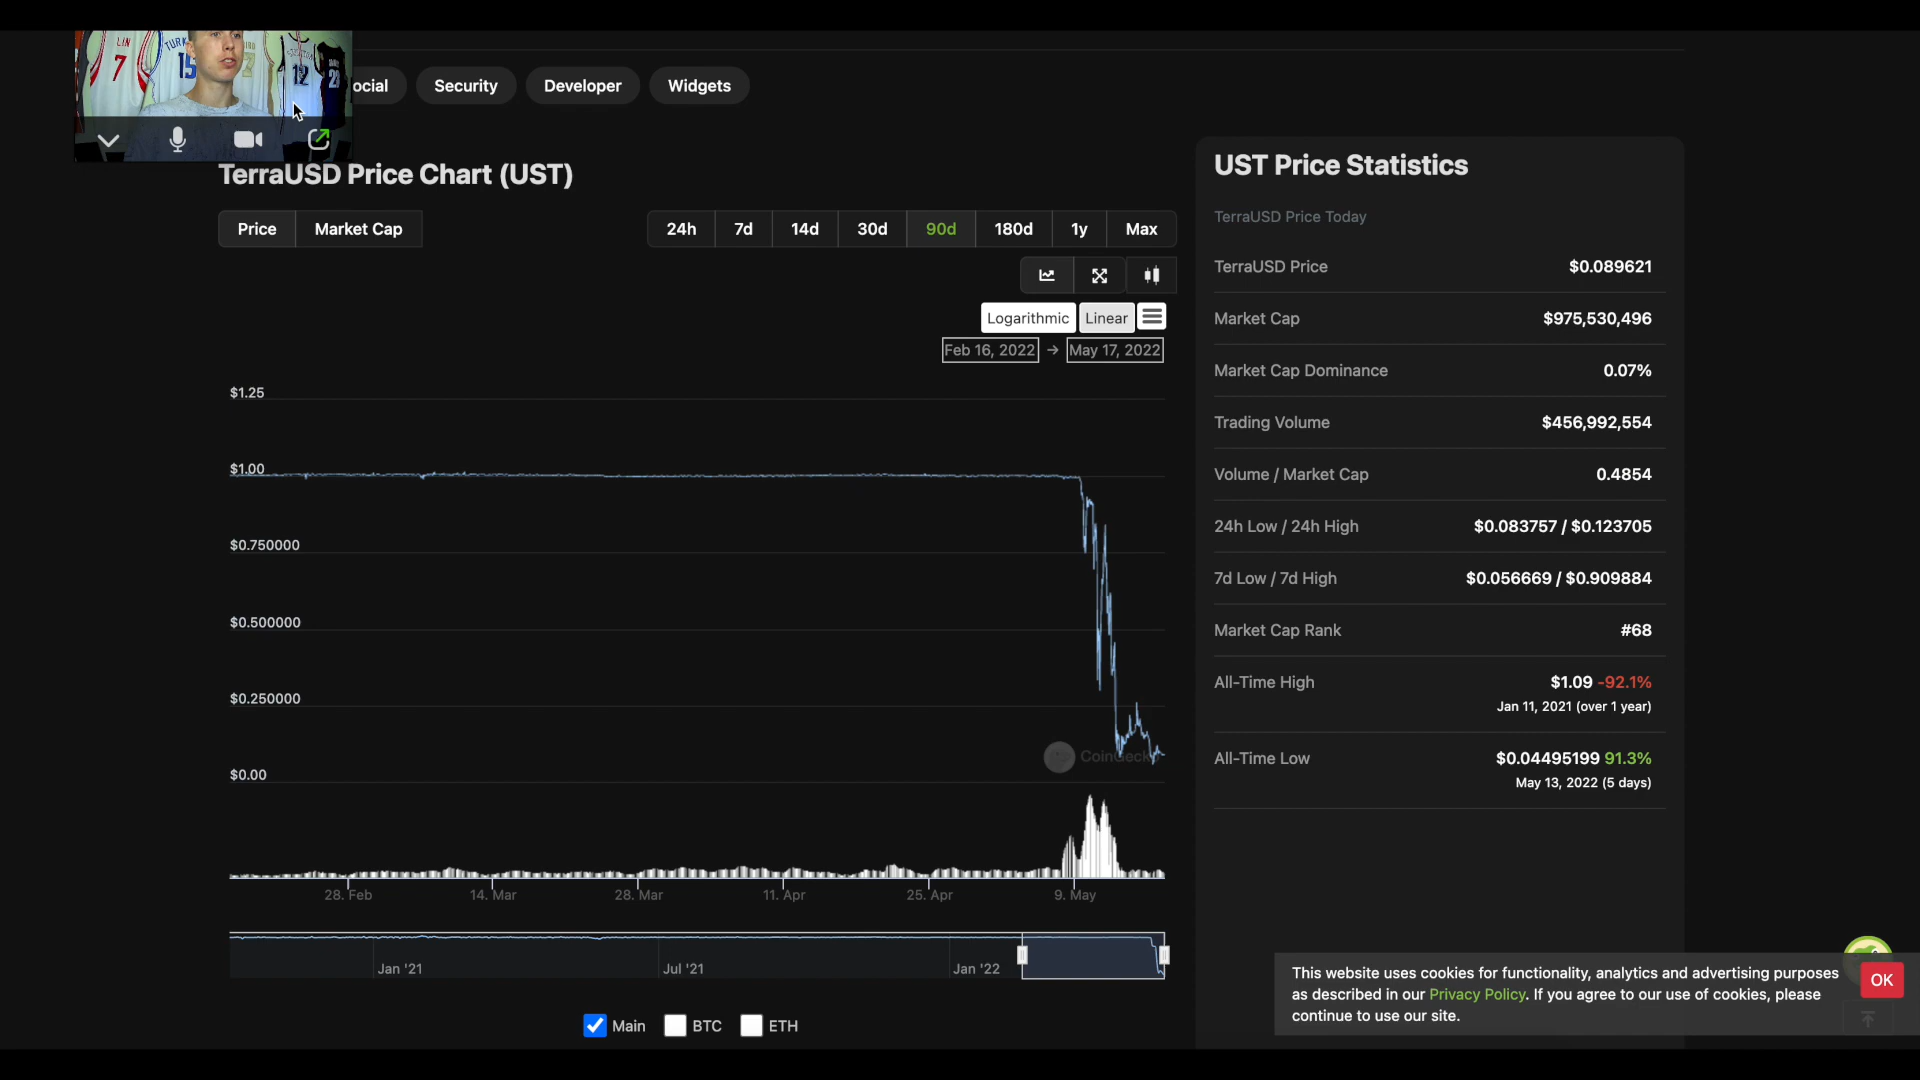 LIN
7
TURK
15
12
ocial
Security
Developer
Widgets
TerraUSD Price Chart (UST)
Price
Market Cap
24h
7d
14d
30d
90d
180d
1y
Max
Logarithmic
Linear
Feb 16, 2022 → May 17, 2022
$1.25
$1.00
$0.750000
$0.500000
$0.250000
$0.00
CoinGecko
28. Feb
14. Mar
28. Mar
11. Apr
25. Apr
9. May
Jan '21
Jul '21
Jan '22
Main
BTC
ETH
UST Price Statistics
TerraUSD Price Today
TerraUSD Price $0.089621
Market Cap $975,530,496
Market Cap Dominance 0.07%
Trading Volume $456,992,554
Volume / Market Cap 0.4854
24h Low / 24h High $0.083757 / $0.123705
7d Low / 7d High $0.056669 / $0.909884
Market Cap Rank #68
All-Time High $1.09 -92.1%
Jan 11, 2021 (over 1 year)
All-Time Low $0.04495199 91.3%
May 13, 2022 (5 days)
This website uses cookies for functionality, analytics and advertising purposes
as described in our Privacy Policy. If you agree to our use of cookies, please
continue to use our site.
OK